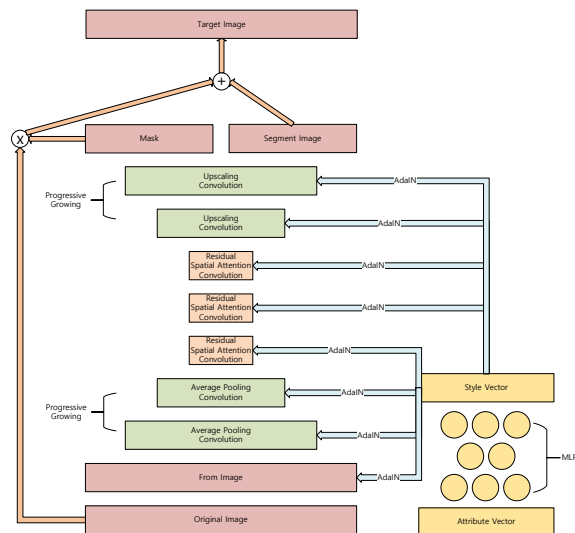 Target Image
+
X
Mask
Segment Image
Upscaling
Convolution
AdaIN
Progressive
Growing
Upscaling
Convolution
AdaIN
Residual
Spatial Attention
Convolution
AdaIN
Residual
Spatial Attention
Convolution
AdaIN
Residual
Spatial Attention
Convolution
AdaIN
Average Pooling
Convolution
AdaIN
Style Vector
Progressive
Growing
Average Pooling
Convolution
AdaIN
MLP
From Image
AdaIN
Original Image
Attribute Vector